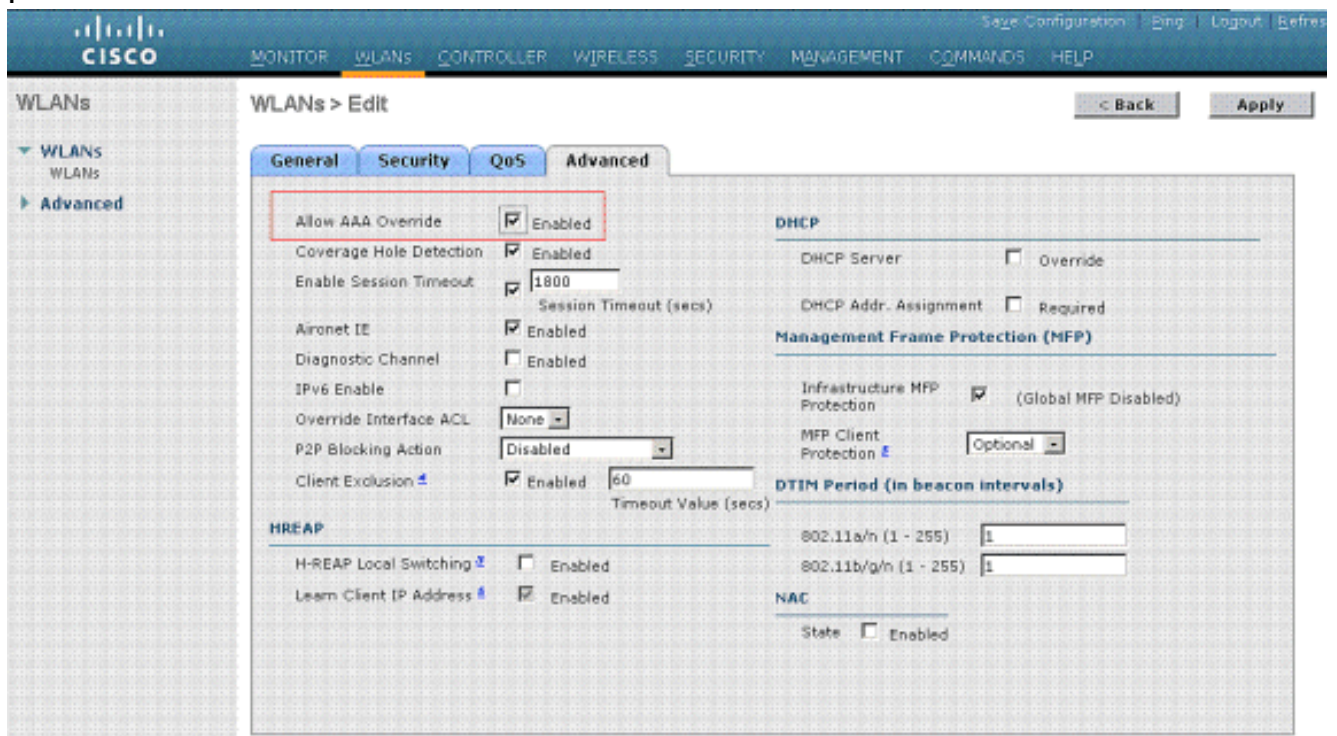 Save Configuration | Ping | Logout | Refres
CISCO
MONITOR WLANs CONTROLLER WIRELESS SECURITY MANAGEMENT COMMANDS HELP
WLANs
WLANs
WLANs
Advanced
WLANs > Edit
< Back
Apply
General Security QoS Advanced
Allow AAA Override Enabled
Coverage Hole Detection Enabled
Enable Session Timeout 1800
Session Timeout (secs)
Aironet IE Enabled
Diagnostic Channel Enabled
IPv6 Enable
Override Interface ACL None
P2P Blocking Action Disabled
Client Exclusion 4 Enabled 60
Timeout Value (secs)
HREAP
H-REAP Local Switching Enabled
Learn Client IP Address Enabled
DHCP
DHCP Server Override
DHCP Addr. Assignment Required
Management Frame Protection (MFP)
Infrastructure MFP Protection (Global MFP Disabled)
MFP Client Protection Optional
DTIM Period (in beacon intervals)
802.11a/n (1 - 255) 1
802.11b/g/n (1 - 255) 1
NAC
State Enabled